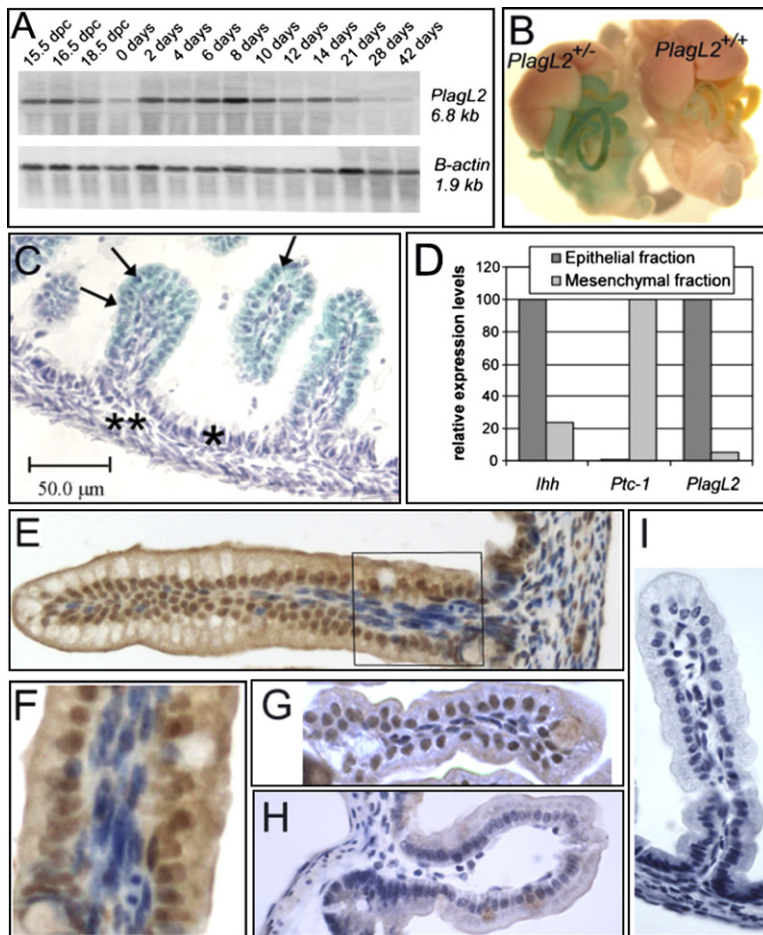 A
15.5 dpc
16.5 dpc
18.5 dpc
0 days
2 days
4 days
6 days
8 days
10 days
12 days
14 days
21 days
28 days
42 days
PlagL2
6.8 kb
B-actin
1.9 kb
B
PlagL2+/-
PlagL2+/+
C
**
*
50.0 µm
D
Epithelial fraction
Mesenchymal fraction
relative expression levels
120
100
80
60
40
20
0
Ihh
Ptc-1
PlagL2
E
F
G
H
I